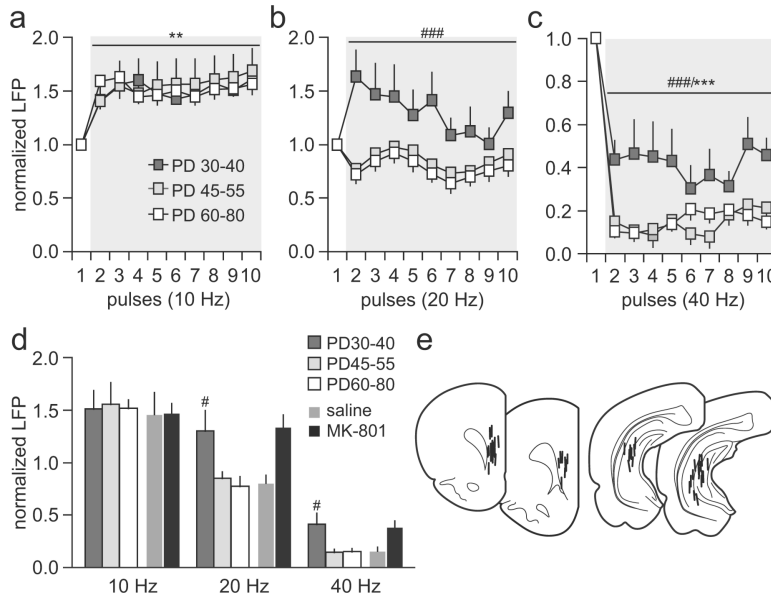 a
**
2.0
1.5
1.0
0.5
0.0
normalized LFP
PD 30-40
PD 45-55
PD 60-80
1 2 3 4 5 6 7 8 9 10
pulses (10 Hz)
b
###
2.0
1.5
1.0
0.5
0.0
1 2 3 4 5 6 7 8 9 10
pulses (20 Hz)
c
###/***
1.0
0.8
0.6
0.4
0.2
0.0
1 2 3 4 5 6 7 8 9 10
pulses (40 Hz)
d
2.0
1.5
1.0
0.5
0.0
normalized LFP
PD30-40
PD45-55
PD60-80
saline
MK-801
#
#
10 Hz 20 Hz 40 Hz
e